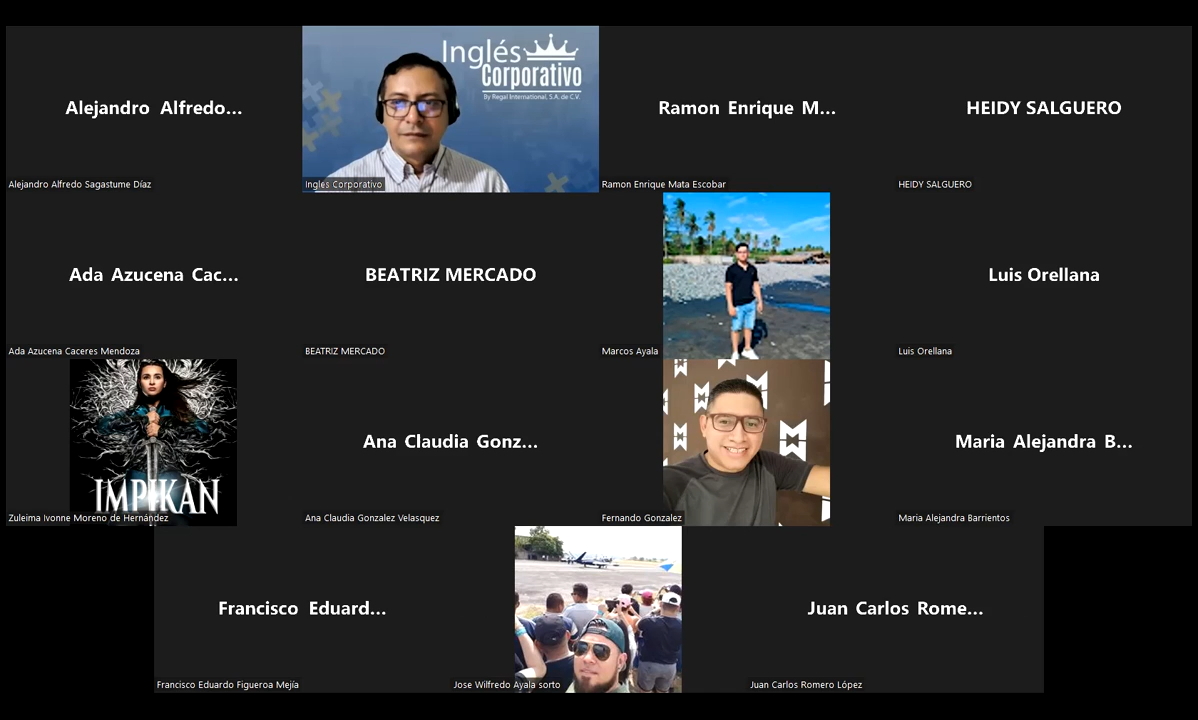 Alejandro Alfredo...
Alejandro Alfredo Sagastume Díaz
Inglés
Corporativo
By Regal International, S.A. de C.V.
Ingles Corporativo
Ramon Enrique M...
Ramon Enrique Mata Escobar
HEIDY SALGUERO
HEIDY SALGUERO
Ada Azucena Cac...
Ada Azucena Caceres Mendoza
BEATRIZ MERCADO
BEATRIZ MERCADO
Marcos Ayala
Luis Orellana
Luis Orellana
IMPIKAN
Zuleima Ivonne Moreno de Hernández
Ana Claudia Gonz...
Ana Claudia Gonzalez Velasquez
Fernando Gonzalez
Maria Alejandra B...
Maria Alejandra Barrientos
Francisco Eduard...
Francisco Eduardo Figueroa Mejía
Jose Wilfredo Ayala sorto
Juan Carlos Rome...
Juan Carlos Romero López